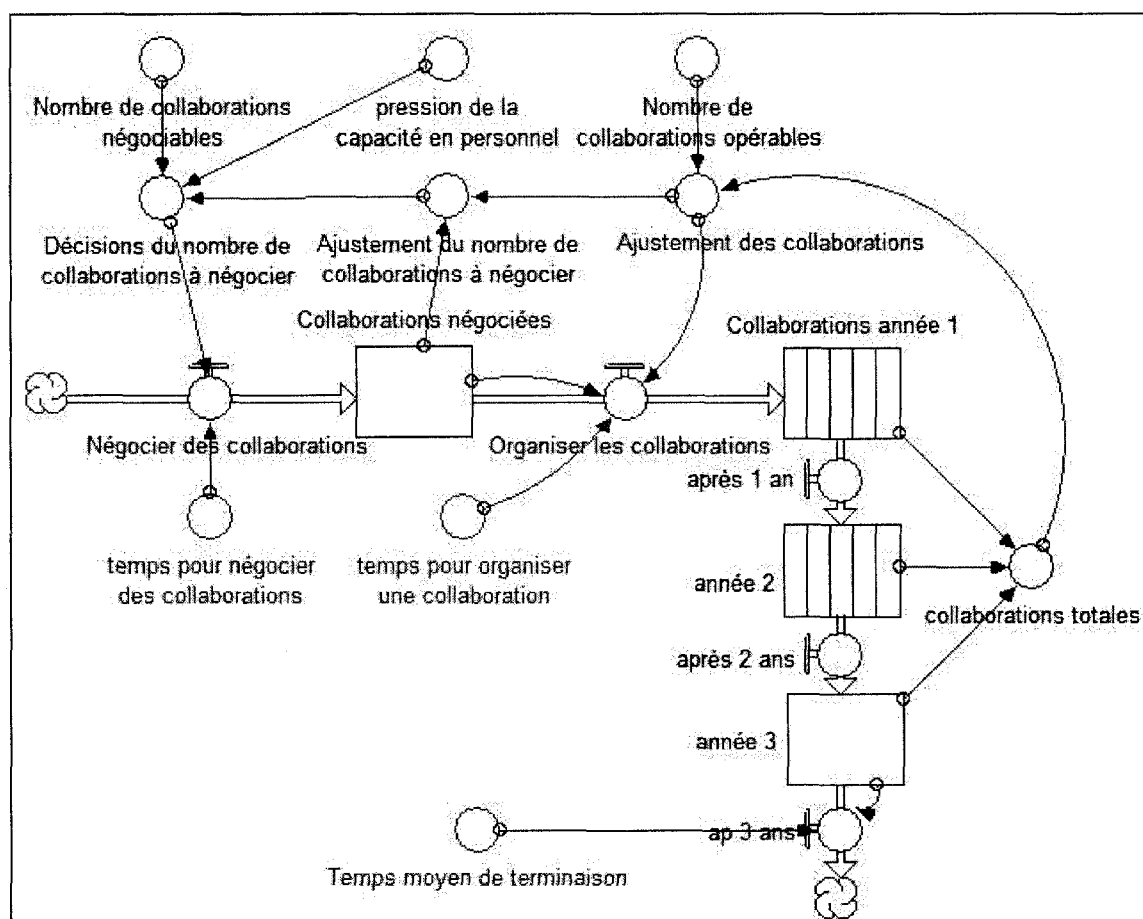 Nombre de collaborations
négociables
pression de la
capacité en personnel
Nombre de
collaborations opérables
Décisions du nombre de
collaborations à négocier
Ajustement du nombre de
collaborations à négocier
Ajustement des collaborations
Collaborations négociées
Collaborations année 1
Négocier des collaborations
Organiser les collaborations
après 1 an
temps pour négocier
des collaborations
temps pour organiser
une collaboration
année 2
collaborations totales
après 2 ans
année 3
ap 3 ans
Temps moyen de terminaison